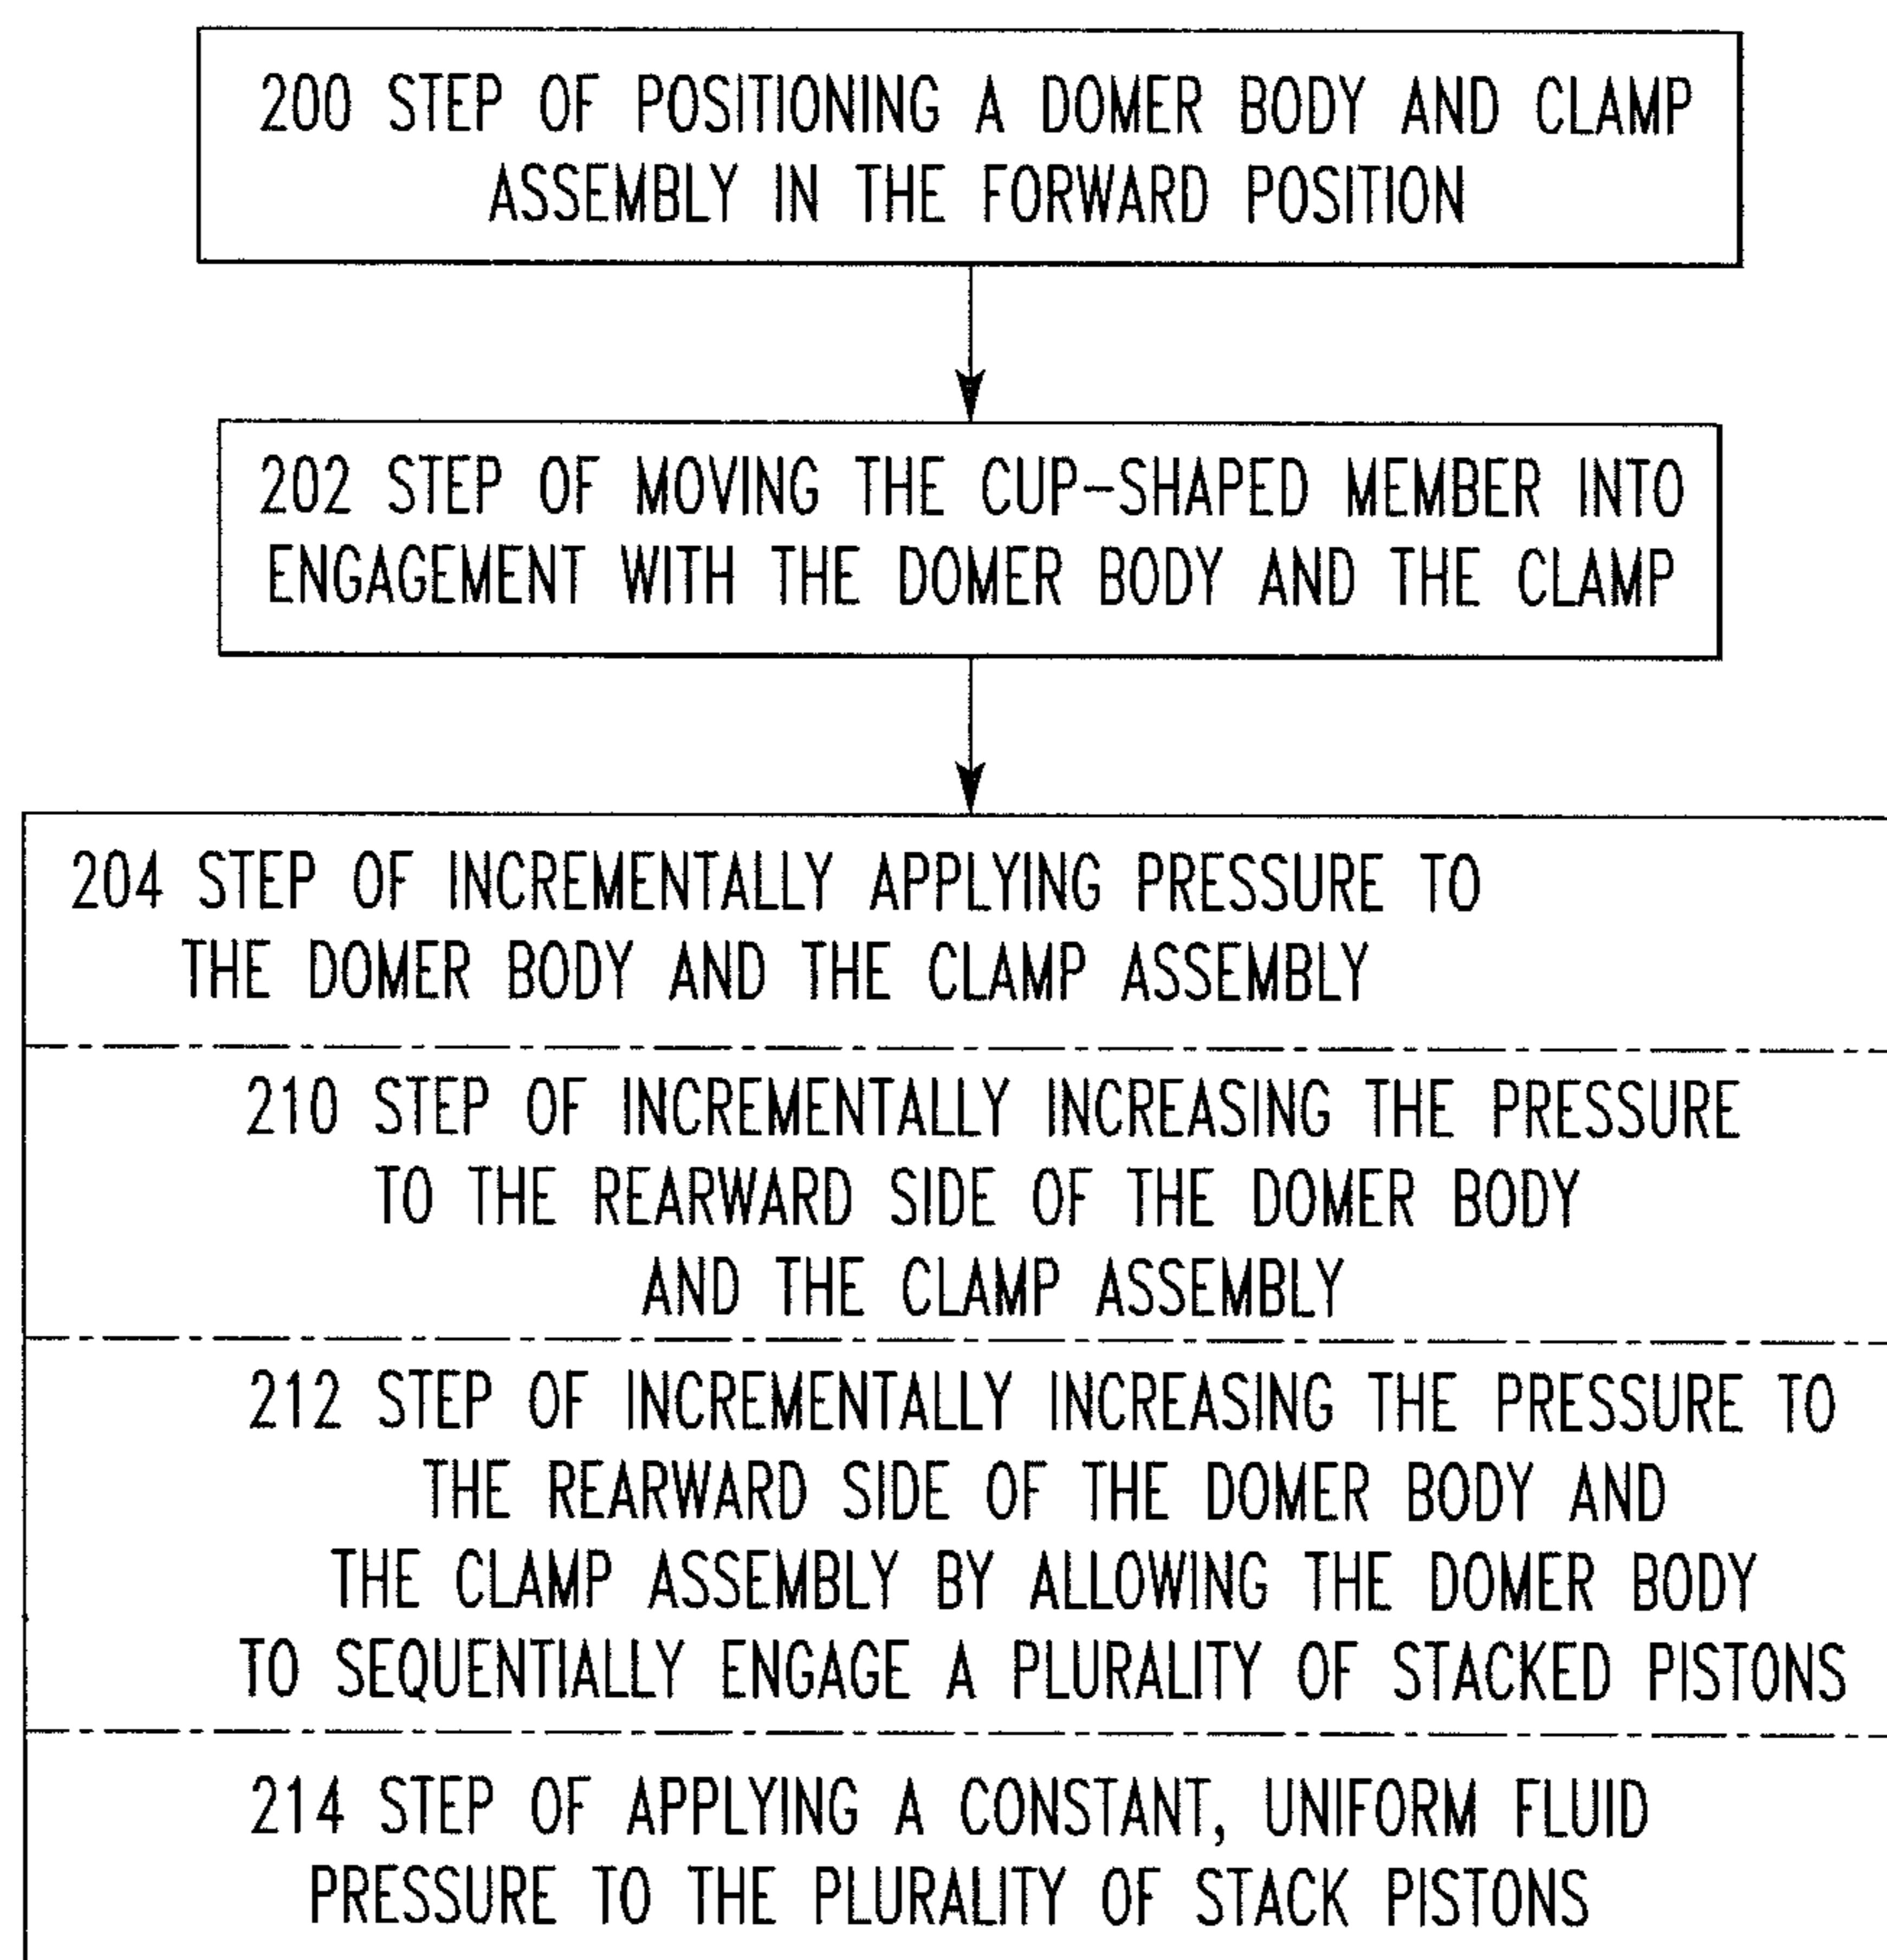 200 STEP OF POSITIONING A DOMER BODY AND CLAMP
ASSEMBLY IN THE FORWARD POSITION
202 STEP OF MOVING THE CUP-SHAPED MEMBER INTO
ENGAGEMENT WITH THE DOMER BODY AND THE CLAMP
204 STEP OF INCREMENTALLY APPLYING PRESSURE TO
THE DOMER BODY AND THE CLAMP ASSEMBLY
210 STEP OF INCREMENTALLY INCREASING THE PRESSURE
TO THE REARWARD SIDE OF THE DOMER BODY
AND THE CLAMP ASSEMBLY
212 STEP OF INCREMENTALLY INCREASING THE PRESSURE TO
THE REARWARD SIDE OF THE DOMER BODY AND
THE CLAMP ASSEMBLY BY ALLOWING THE DOMER BODY
TO SEQUENTIALLY ENGAGE A PLURALITY OF STACKED PISTONS
214 STEP OF APPLYING A CONSTANT, UNIFORM FLUID
PRESSURE TO THE PLURALITY OF STACK PISTONS